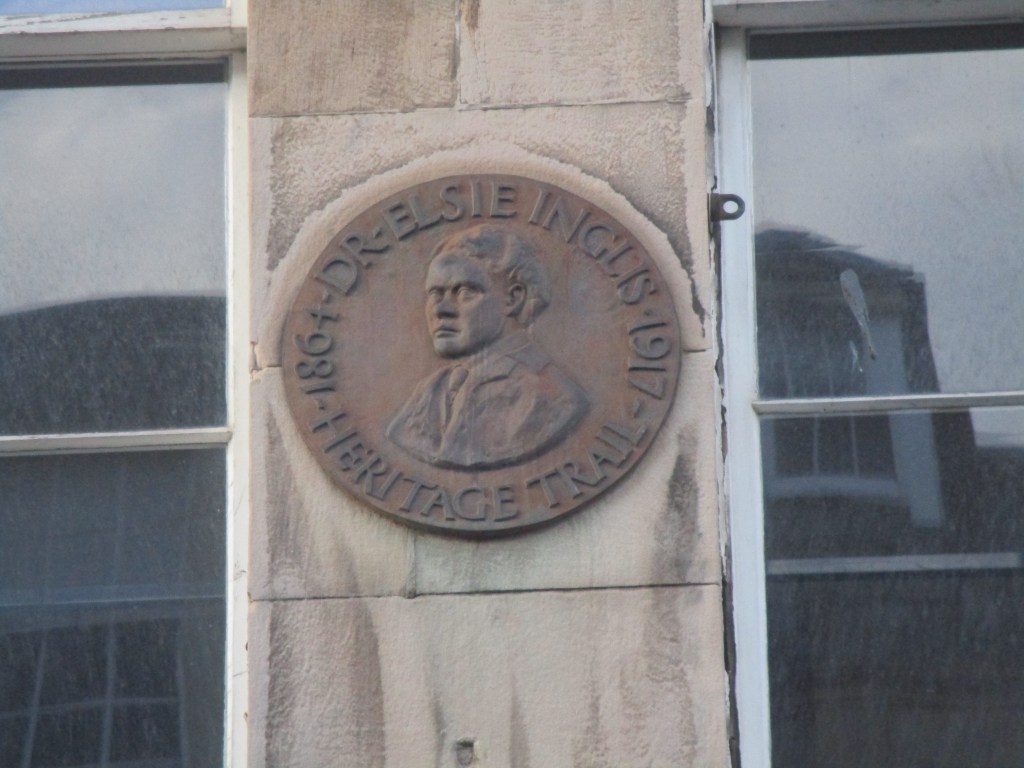 1864 · DR · ELSIE INGLIS · 1917
HERITAGE TRAIL